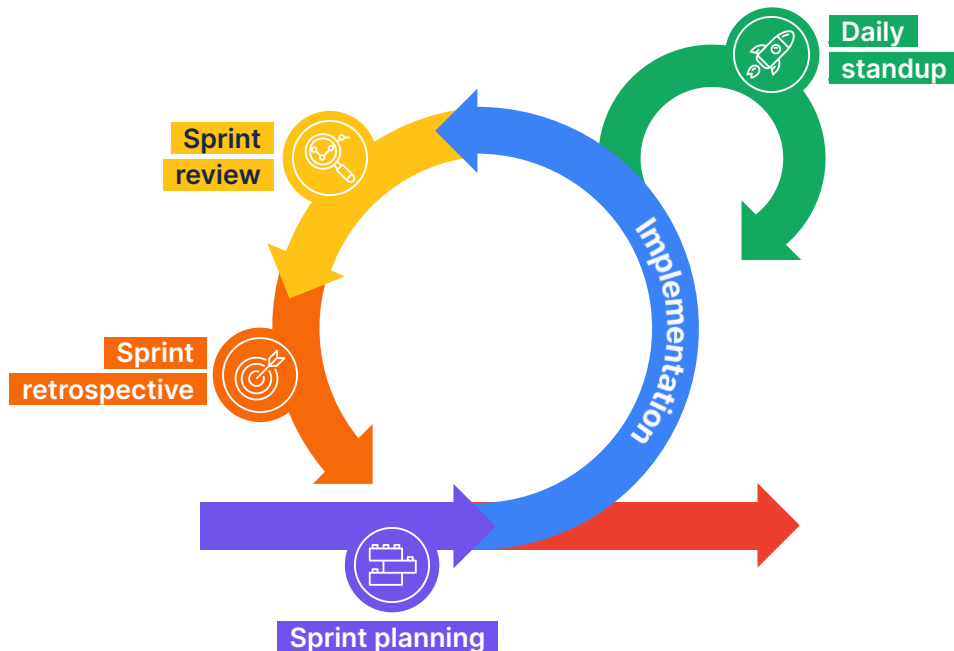 Daily
standup
Sprint
review
Implementation
Sprint
retrospective
Sprint planning